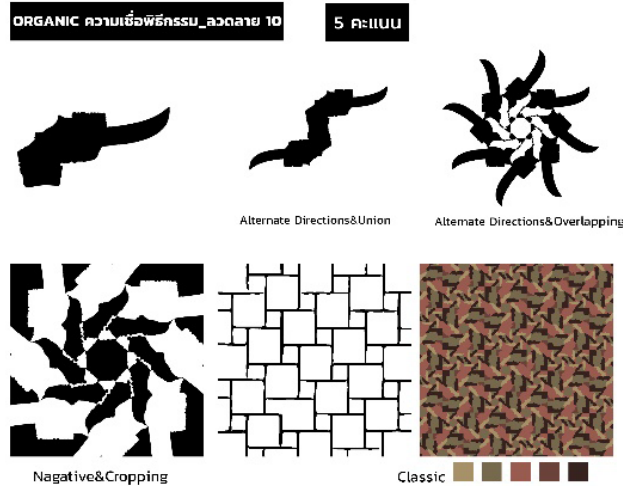 ORGANIC ความเชื่อพิธีกรรม_ลวดลาย 10
5 คะแนน
Alternate Directions&Union
Alternate Directions&Overlapping
Nagative&Cropping
Classic